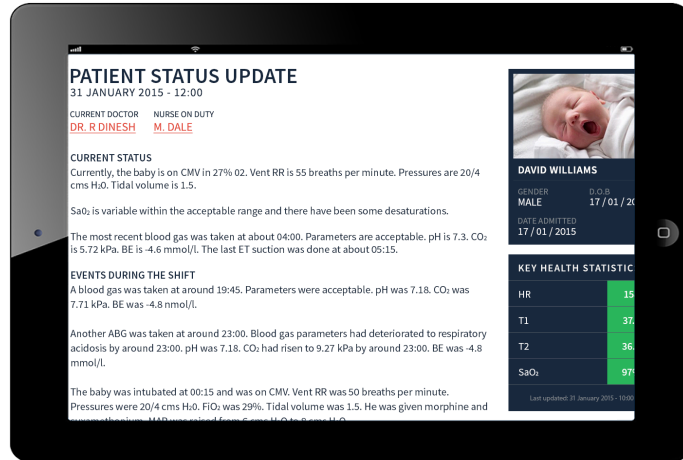 PATIENT STATUS UPDATE
31 JANUARY 2015 - 12:00
CURRENT DOCTOR
NURSE ON DUTY
DR. R DINESH
M. DALE
CURRENT STATUS
Currently, the baby is on CMV in 27% 02. Vent RR is 55 breaths per minute. Pressures are 20/4
cms H₂0. Tidal volume is 1.5.
Sa0₂ is variable within the acceptable range and there have been some desaturations.
The most recent blood gas was taken at about 04:00. Parameters are acceptable. pH is 7.3. CO₂
is 5.72 kPa. BE is -4.6 mmol/l. The last ET suction was done at about 05:15.
EVENTS DURING THE SHIFT
A blood gas was taken at around 19:45. Parameters were acceptable. pH was 7.18. CO₂ was
7.71 kPa. BE was -4.8 nmol/l.
Another ABG was taken at around 23:00. Blood gas parameters had deteriorated to respiratory
acidosis by around 23:00. pH was 7.18. CO₂ had risen to 9.27 kPa by around 23:00. BE was -4.8
mmol/l.
The baby was intubated at 00:15 and was on CMV. Vent RR was 50 breaths per minute.
Pressures were 20/4 cms H₂0. FiO₂ was 29%. Tidal volume was 1.5. He was given morphine and
DAVID WILLIAMS
GENDER
D.O.B
MALE
17 / 01 / 20
DATE ADMITTED
17 / 01 / 2015
KEY HEALTH STATISTIC
HR
15
T1
37.
T2
36.
SaO₂
97
Last updated: 31 January 2015 - 10:00